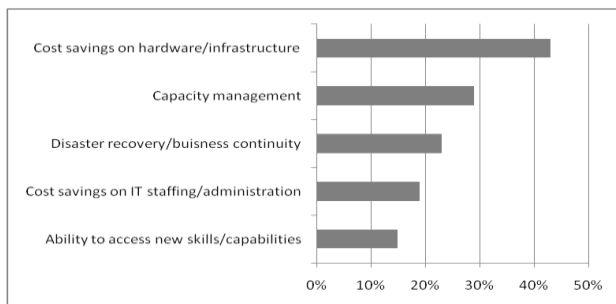 Cost savings on hardware/infrastructure
Capacity management
Disaster recovery/buisness continuity
Cost savings on IT staffing/administration
Ability to access new skills/capabilities
0% 10% 20% 30% 40% 50%